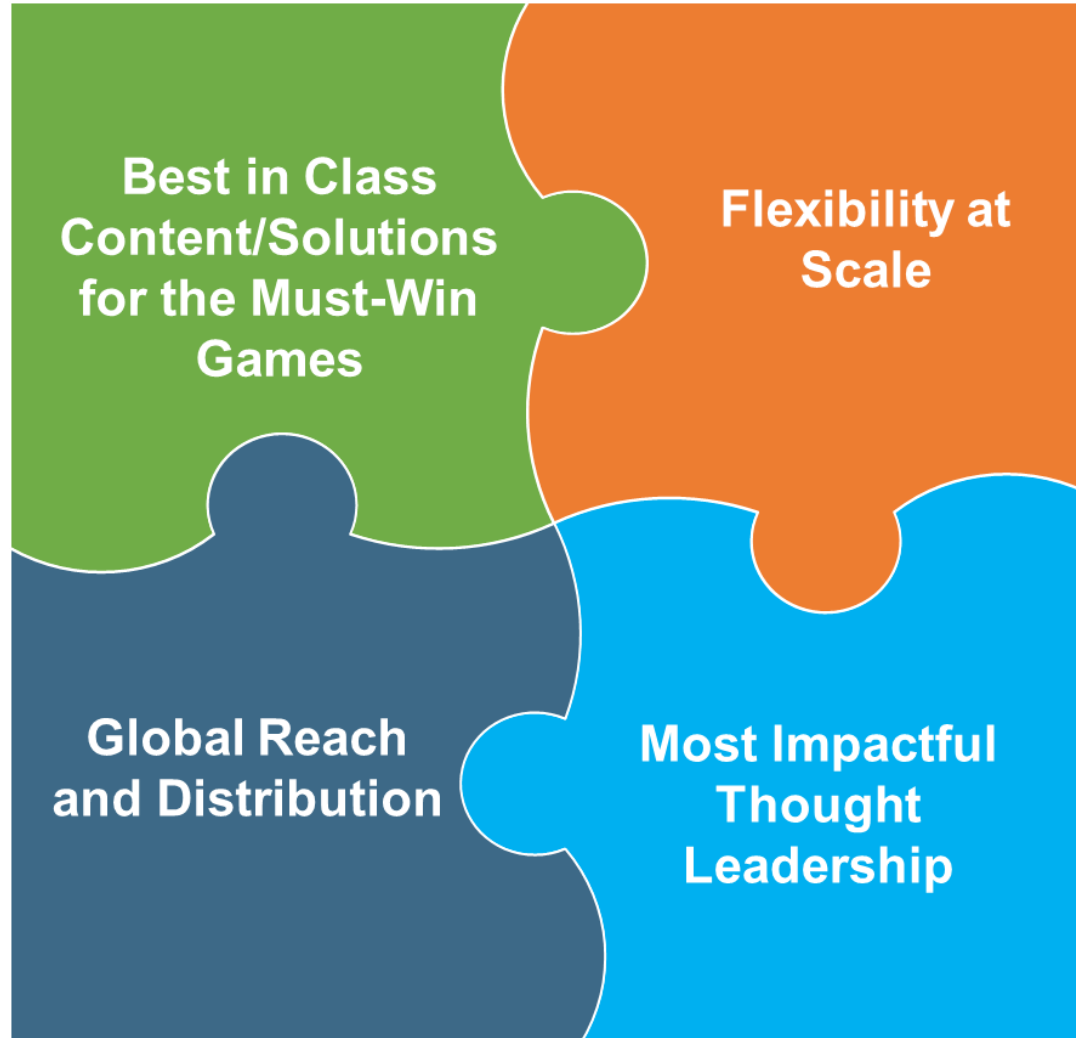 Best in Class
Content/Solutions
for the Must-Win
Games
Flexibility at
Scale
Global Reach
and Distribution
Most Impactful
Thought
Leadership